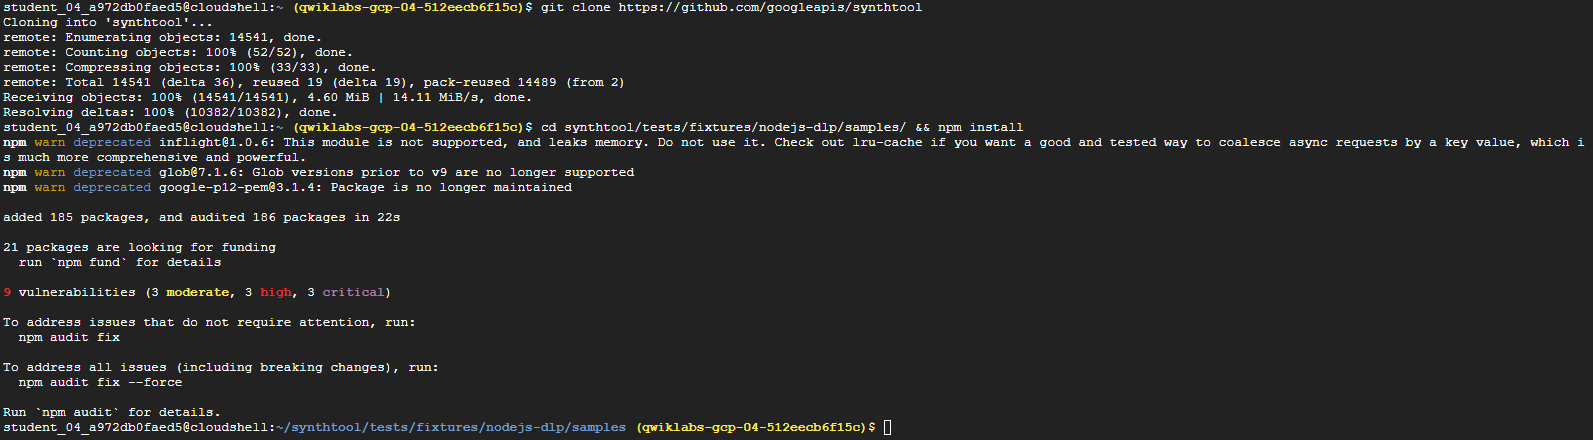 student_04_a972db0faed5@cloudshell:~ (qwiklabs-gcp-04-512eecb6f15c)$ git clone https://github.com/googleapis/synthtool
Cloning into 'synthtool'...
remote: Enumerating objects: 14541, done.
remote: Counting objects: 100% (52/52), done.
remote: Compressing objects: 100% (33/33), done.
remote: Total 14541 (delta 36), reused 19 (delta 19), pack-reused 14489 (from 2)
Receiving objects: 100% (14541/14541), 4.60 MiB | 14.11 MiB/s, done.
Resolving deltas: 100% (10382/10382), done.
student_04_a972db0faed5@cloudshell:~ (qwiklabs-gcp-04-512eecb6f15c)$ cd synthtool/tests/fixtures/nodejs-dlp/samples/ && npm install
npm warn deprecated inflight@1.0.6: This module is not supported, and leaks memory. Do not use it. Check out lru-cache if you want a good and tested way to coalesce async requests by a key value, which i
s much more comprehensive and powerful.
npm warn deprecated glob@7.1.6: Glob versions prior to v9 are no longer supported
npm warn deprecated google-p12-pem@3.1.4: Package is no longer maintained
added 185 packages, and audited 186 packages in 22s
21 packages are looking for funding
run `npm fund` for details
9 vulnerabilities (3 moderate, 3 high, 3 critical)
To address issues that do not require attention, run:
npm audit fix
To address all issues (including breaking changes), run:
npm audit fix --force
Run `npm audit` for details.
student_04_a972db0faed5@cloudshell:~/synthtool/tests/fixtures/nodejs-dlp/samples (qwiklabs-gcp-04-512eecb6f15c)$